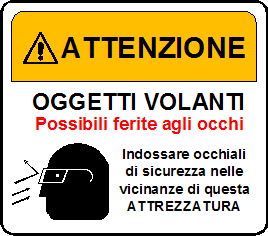 ATTENZIONE
OGGETTI VOLANTI
Possibili ferite agli occhi
Indossare occhiali
di sicurezza nelle
vicinanze di questa
ATTREZZATURA